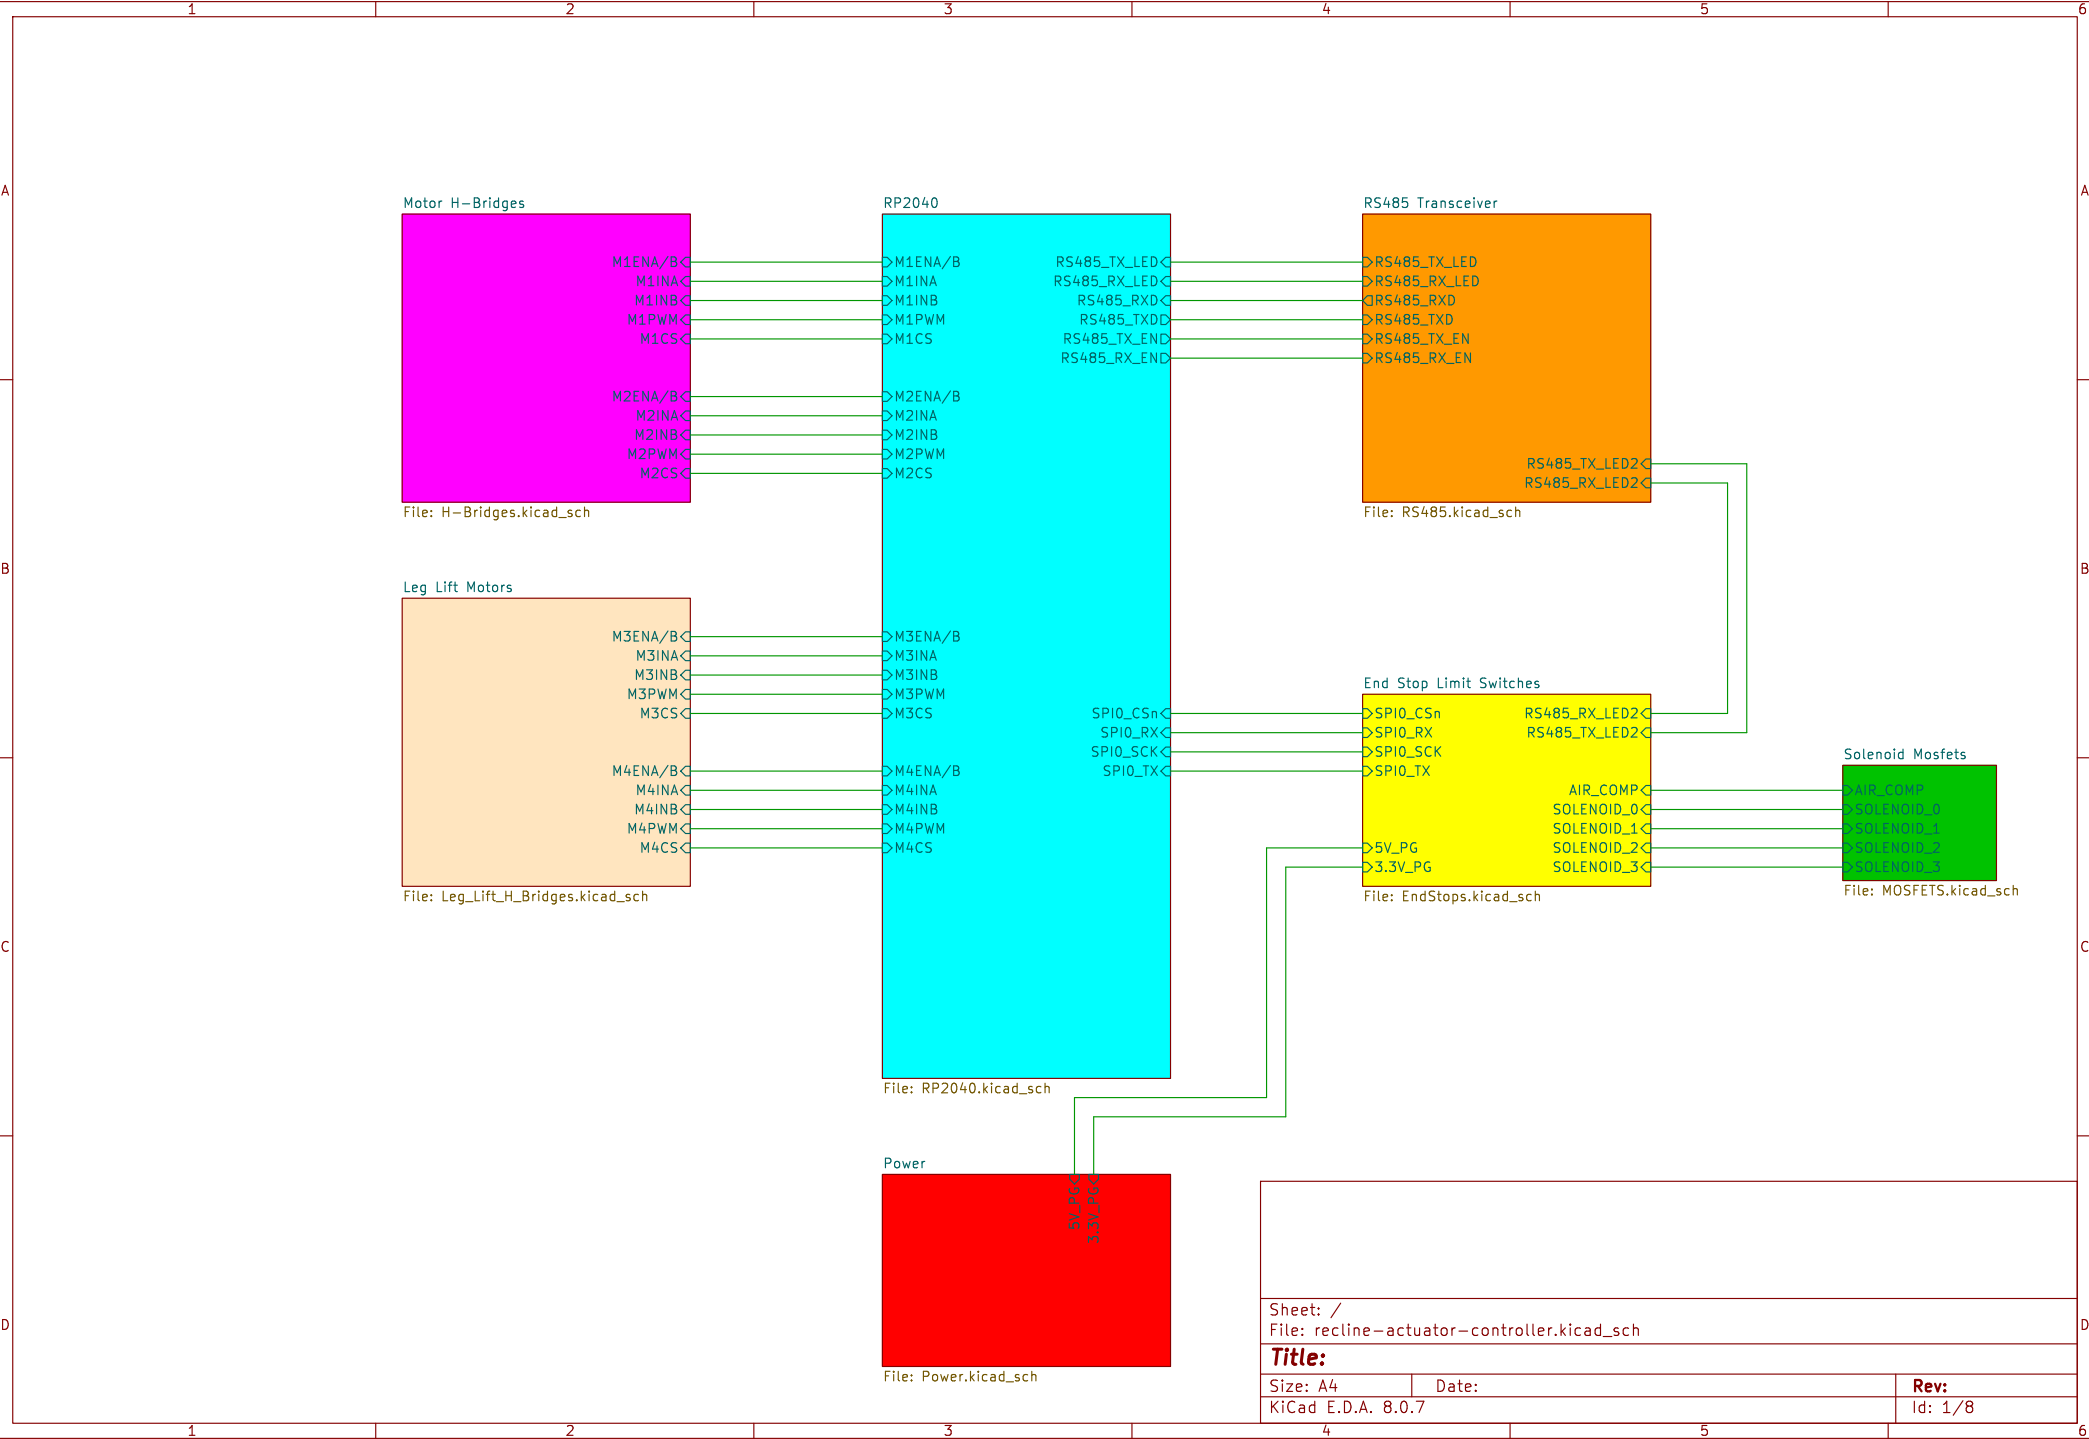 1 2 3 4 5 6
A A
B B
C C
D D
Motor H-Bridges
M1ENA/B
M1INA
M1INB
M1PWM
M1CS
M2ENA/B
M2INA
M2INB
M2PWM
M2CS
File: H-Bridges.kicad_sch
Leg Lift Motors
M3ENA/B
M3INA
M3INB
M3PWM
M3CS
M4ENA/B
M4INA
M4INB
M4PWM
M4CS
File: Leg_Lift_H_Bridges.kicad_sch
RP2040
M1ENA/B RS485_TX_LED
M1INA RS485_RX_LED
M1INB RS485_RXD
M1PWM RS485_TXD
M1CS RS485_TX_EN
RS485_RX_EN
M2ENA/B
M2INA
M2INB
M2PWM
M2CS
M3ENA/B
M3INA
M3INB
M3PWM
M3CS SPI0_CSn
SPI0_RX
SPI0_SCK
M4ENA/B SPI0_TX
M4INA
M4INB
M4PWM
M4CS
File: RP2040.kicad_sch
RS485 Transceiver
RS485_TX_LED
RS485_RX_LED
RS485_RXD
RS485_TXD
RS485_TX_EN
RS485_RX_EN
RS485_TX_LED2
RS485_RX_LED2
File: RS485.kicad_sch
End Stop Limit Switches
SPI0_CSn RS485_RX_LED2
SPI0_RX RS485_TX_LED2
SPI0_SCK
SPI0_TX
AIR_COMP
SOLENOID_0
SOLENOID_1
5V_PG SOLENOID_2
3.3V_PG SOLENOID_3
File: EndStops.kicad_sch
Solenoid Mosfets
AIR_COMP
SOLENOID_0
SOLENOID_1
SOLENOID_2
SOLENOID_3
File: MOSFETS.kicad_sch
Power
5V_PG
3.3V_PG
File: Power.kicad_sch
Sheet: /
File: recline-actuator-controller.kicad_sch
Title:
Size: A4 Date: Rev:
KiCad E.D.A. 8.0.7 Id: 1/8
1 2 3 4 5 6